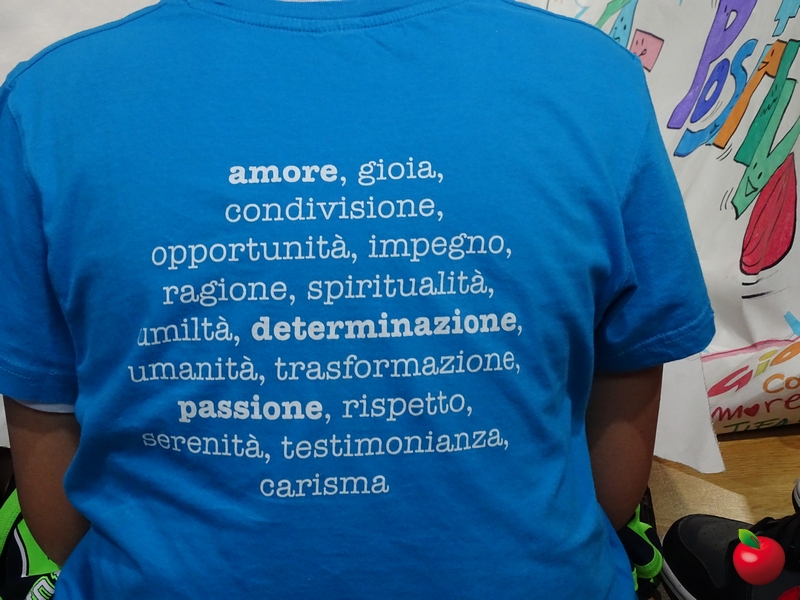 amore, gioia,
condivisione,
opportunità, impegno,
ragione, spiritualità,
umiltà, determinazione,
umanità, trasformazione,
passione, rispetto,
serenità, testimonianza,
carisma